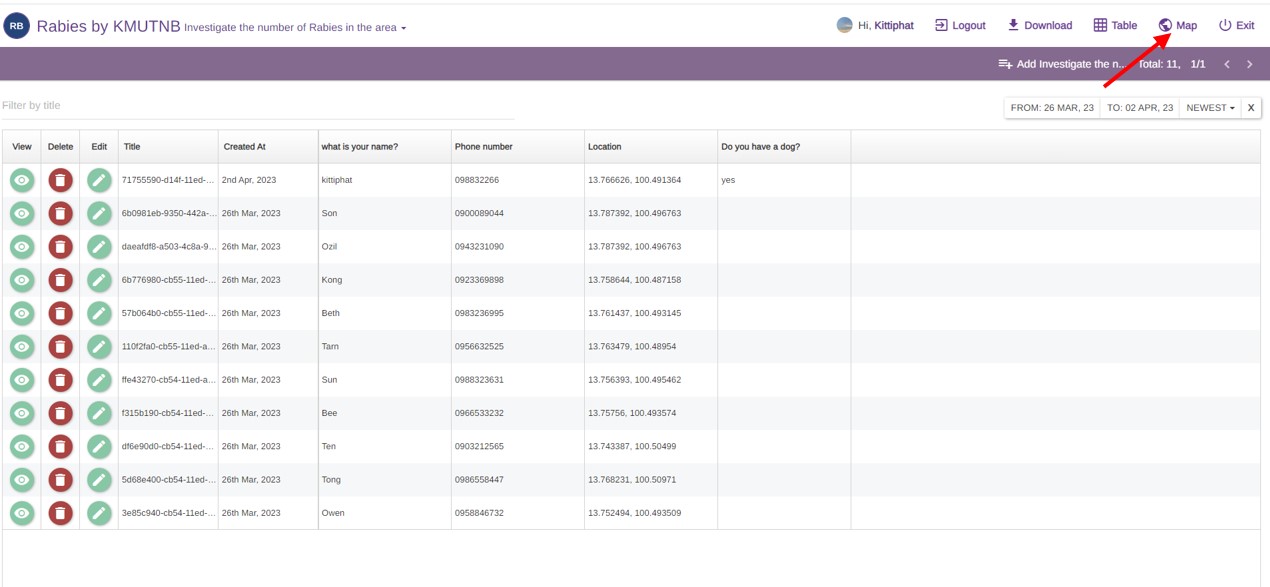 RB Rabies by KMUTNB Investigate the number of Rabies in the area Hi, Kittiphat Logout Download Table Map Exit
Add Investigate the n... Total: 11, 1/1
Filter by title FROM: 26 MAR, 23 TO: 02 APR, 23 NEWEST X
View Delete Edit Title Created At what is your name? Phone number Location Do you have a dog?
71755590-d14f-11ed-... 2nd Apr, 2023 kittiphat 098832266 13.766626, 100.491364 yes
6b0981eb-9350-442a-... 26th Mar, 2023 Son 0900089044 13.787392, 100.496763
daeafdf8-a503-4c8a-9... 26th Mar, 2023 Ozil 0943231090 13.787392, 100.496763
6b776980-cb55-11ed-... 26th Mar, 2023 Kong 0923369898 13.758644, 100.487158
57b064b0-cb55-11ed-... 26th Mar, 2023 Beth 0983236995 13.761437, 100.493145
110f2fa0-cb55-11ed-a... 26th Mar, 2023 Tarn 0956632525 13.763479, 100.48954
ffe43270-cb54-11ed-a... 26th Mar, 2023 Sun 0988323631 13.756393, 100.495462
f315b190-cb54-11ed-... 26th Mar, 2023 Bee 0966533232 13.75756, 100.493574
df6e90d0-cb54-11ed-... 26th Mar, 2023 Ten 0903212565 13.743387, 100.50499
5d68e400-cb54-11ed-... 26th Mar, 2023 Tong 0986558447 13.768231, 100.50971
3e85c940-cb54-11ed-... 26th Mar, 2023 Owen 0958846732 13.752494, 100.493509